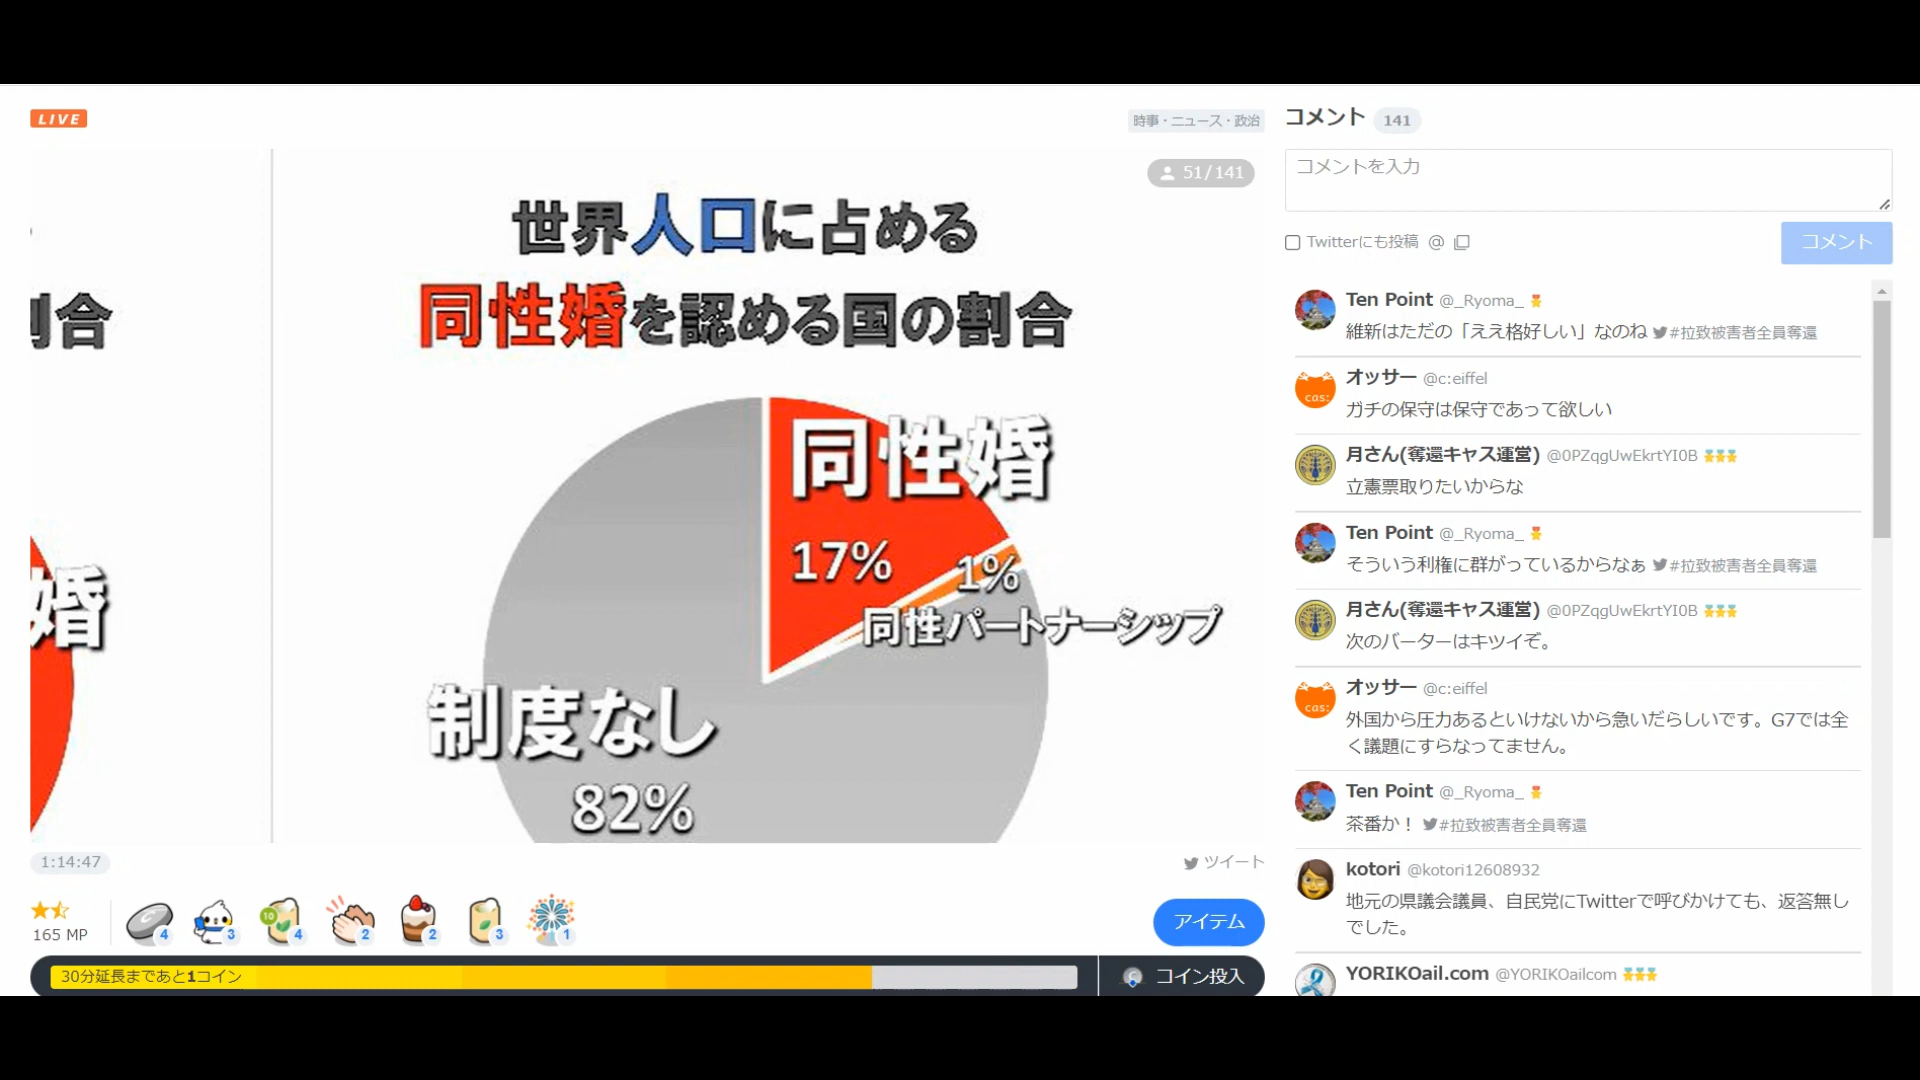 LIVE
時事・ニュース・政治
51/141
割合
婚
世界人口に占める
同性婚を認める国の割合
同性婚
17%
1%
同性パートナーシップ
制度なし
82%
1:14:47
ツイート
165 MP
4
3
10
4
2
2
3
1
アイテム
30分延長まであと1コイン
コイン投入
コメント 141
コメントを入力
Twitterにも投稿 @
コメント
Ten Point @_Ryoma_
維新はただの「ええ格好しい」なのね #拉致被害者全員奪還
cas:
オッサー @c:eiffel
ガチの保守は保守であって欲しい
月さん(奪還キャス運営) @0PZqgUwEkrtYI0B
立憲票取りたいからな
Ten Point @_Ryoma_
そういう利権に群がっているからなぁ #拉致被害者全員奪還
月さん(奪還キャス運営) @0PZqgUwEkrtYI0B
次のバーターはキツイぞ。
cas:
オッサー @c:eiffel
外国から圧力あるといけないから急いだらしいです。G7では全
く議題にすらなってません。
Ten Point @_Ryoma_
茶番か！ #拉致被害者全員奪還
kotori @kotori12608932
地元の県議会議員、自民党にTwitterで呼びかけても、返答無し
でした。
YORIKOail.com @YORIKOailcom